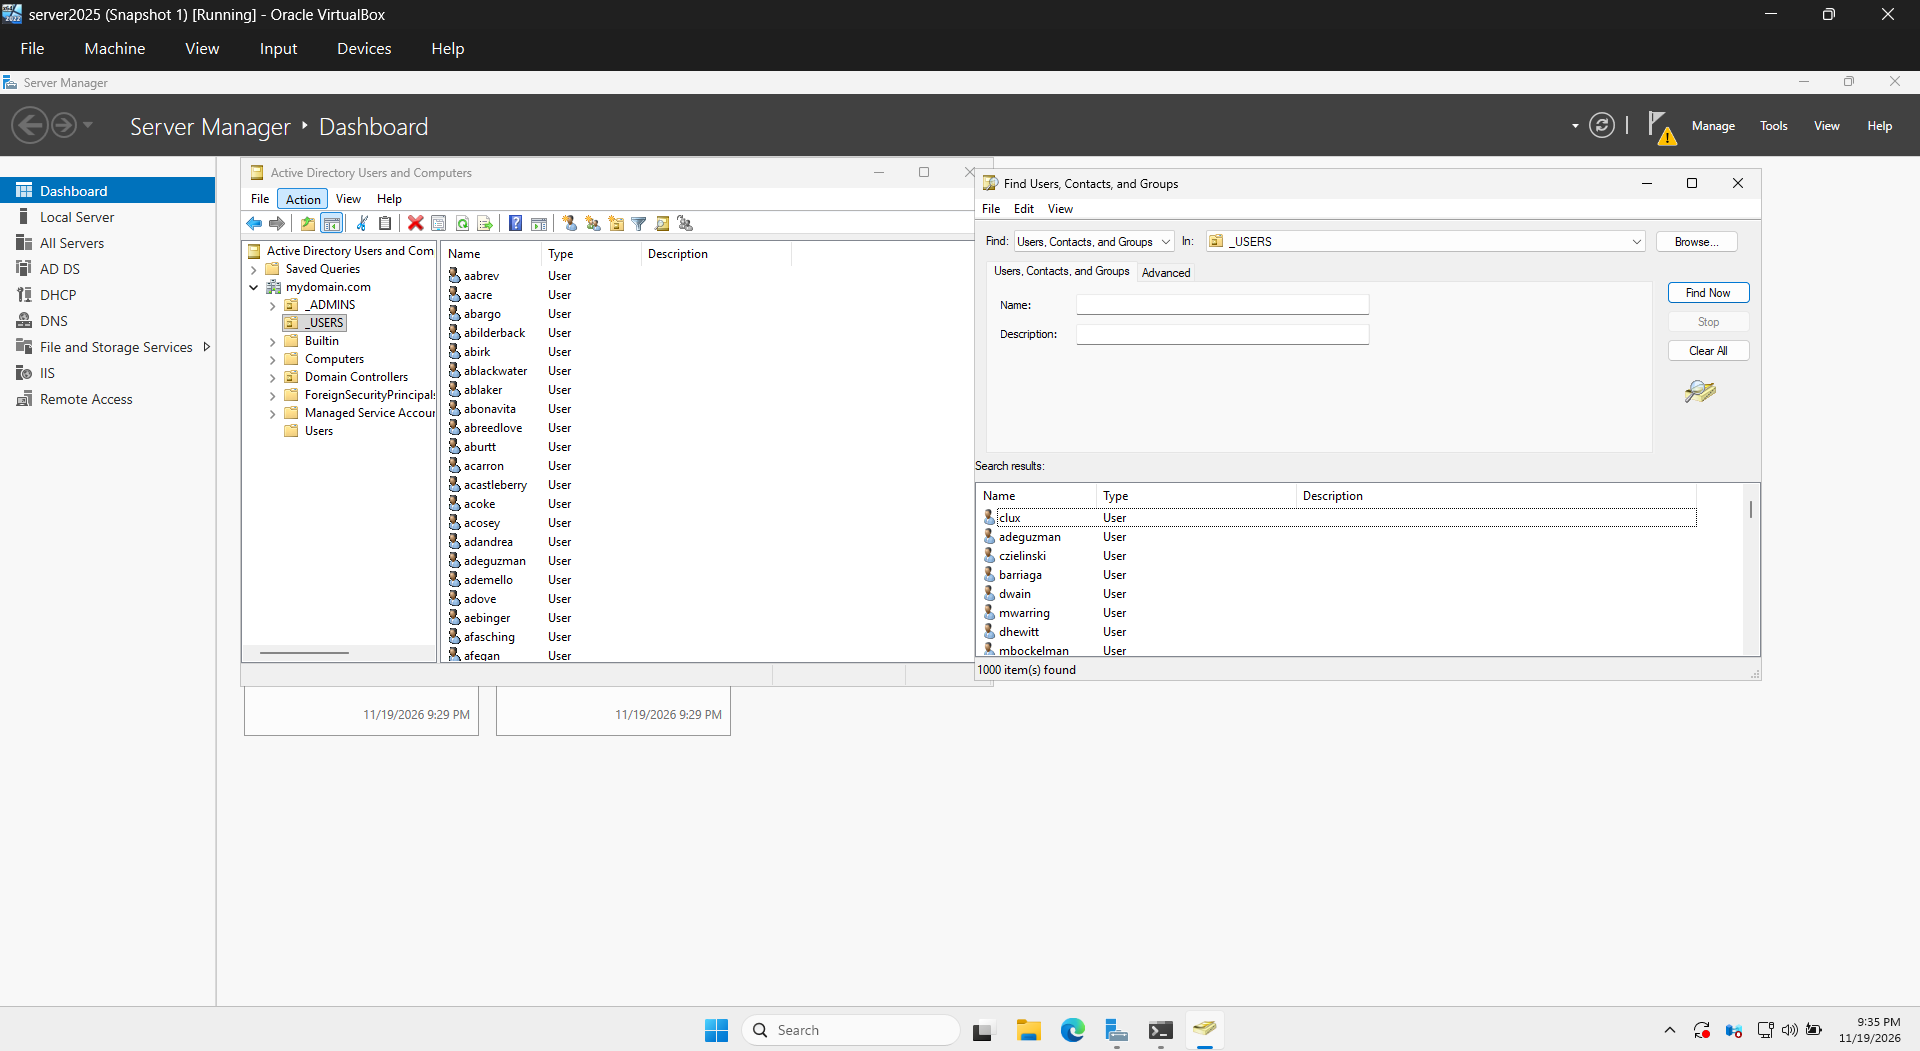 server2025 (Snapshot 1) [Running] - Oracle VirtualBox
File Machine View Input Devices Help
Server Manager
Server Manager Dashboard
Manage Tools View Help
Dashboard
Local Server
All Servers
AD DS
DHCP
DNS
File and Storage Services
IIS
Remote Access
Active Directory Users and Computers
File Action View Help
Active Directory Users and Com
Saved Queries
mydomain.com
_ADMINS
_USERS
Builtin
Computers
Domain Controllers
ForeignSecurityPrincipals
Managed Service Accour
Users
Name Type Description
aabrev User
aacre User
abargo User
abilderback User
abirk User
ablackwater User
ablaker User
abonavita User
abreedlove User
aburtt User
acarron User
acastleberry User
acoke User
acosey User
adandrea User
adeguzman User
ademello User
adove User
aebinger User
afasching User
afegan User
11/19/2026 9:29 PM
11/19/2026 9:29 PM
Find Users, Contacts, and Groups
File Edit View
Find: Users, Contacts, and Groups In: _USERS Browse...
Users, Contacts, and Groups Advanced
Name:
Description:
Find Now
Stop
Clear All
Search results:
Name Type Description
clux User
adeguzman User
czielinski User
barriaga User
dwain User
mwarring User
dhewitt User
mbockelman User
1000 item(s) found
Search
9:35 PM
11/19/2026